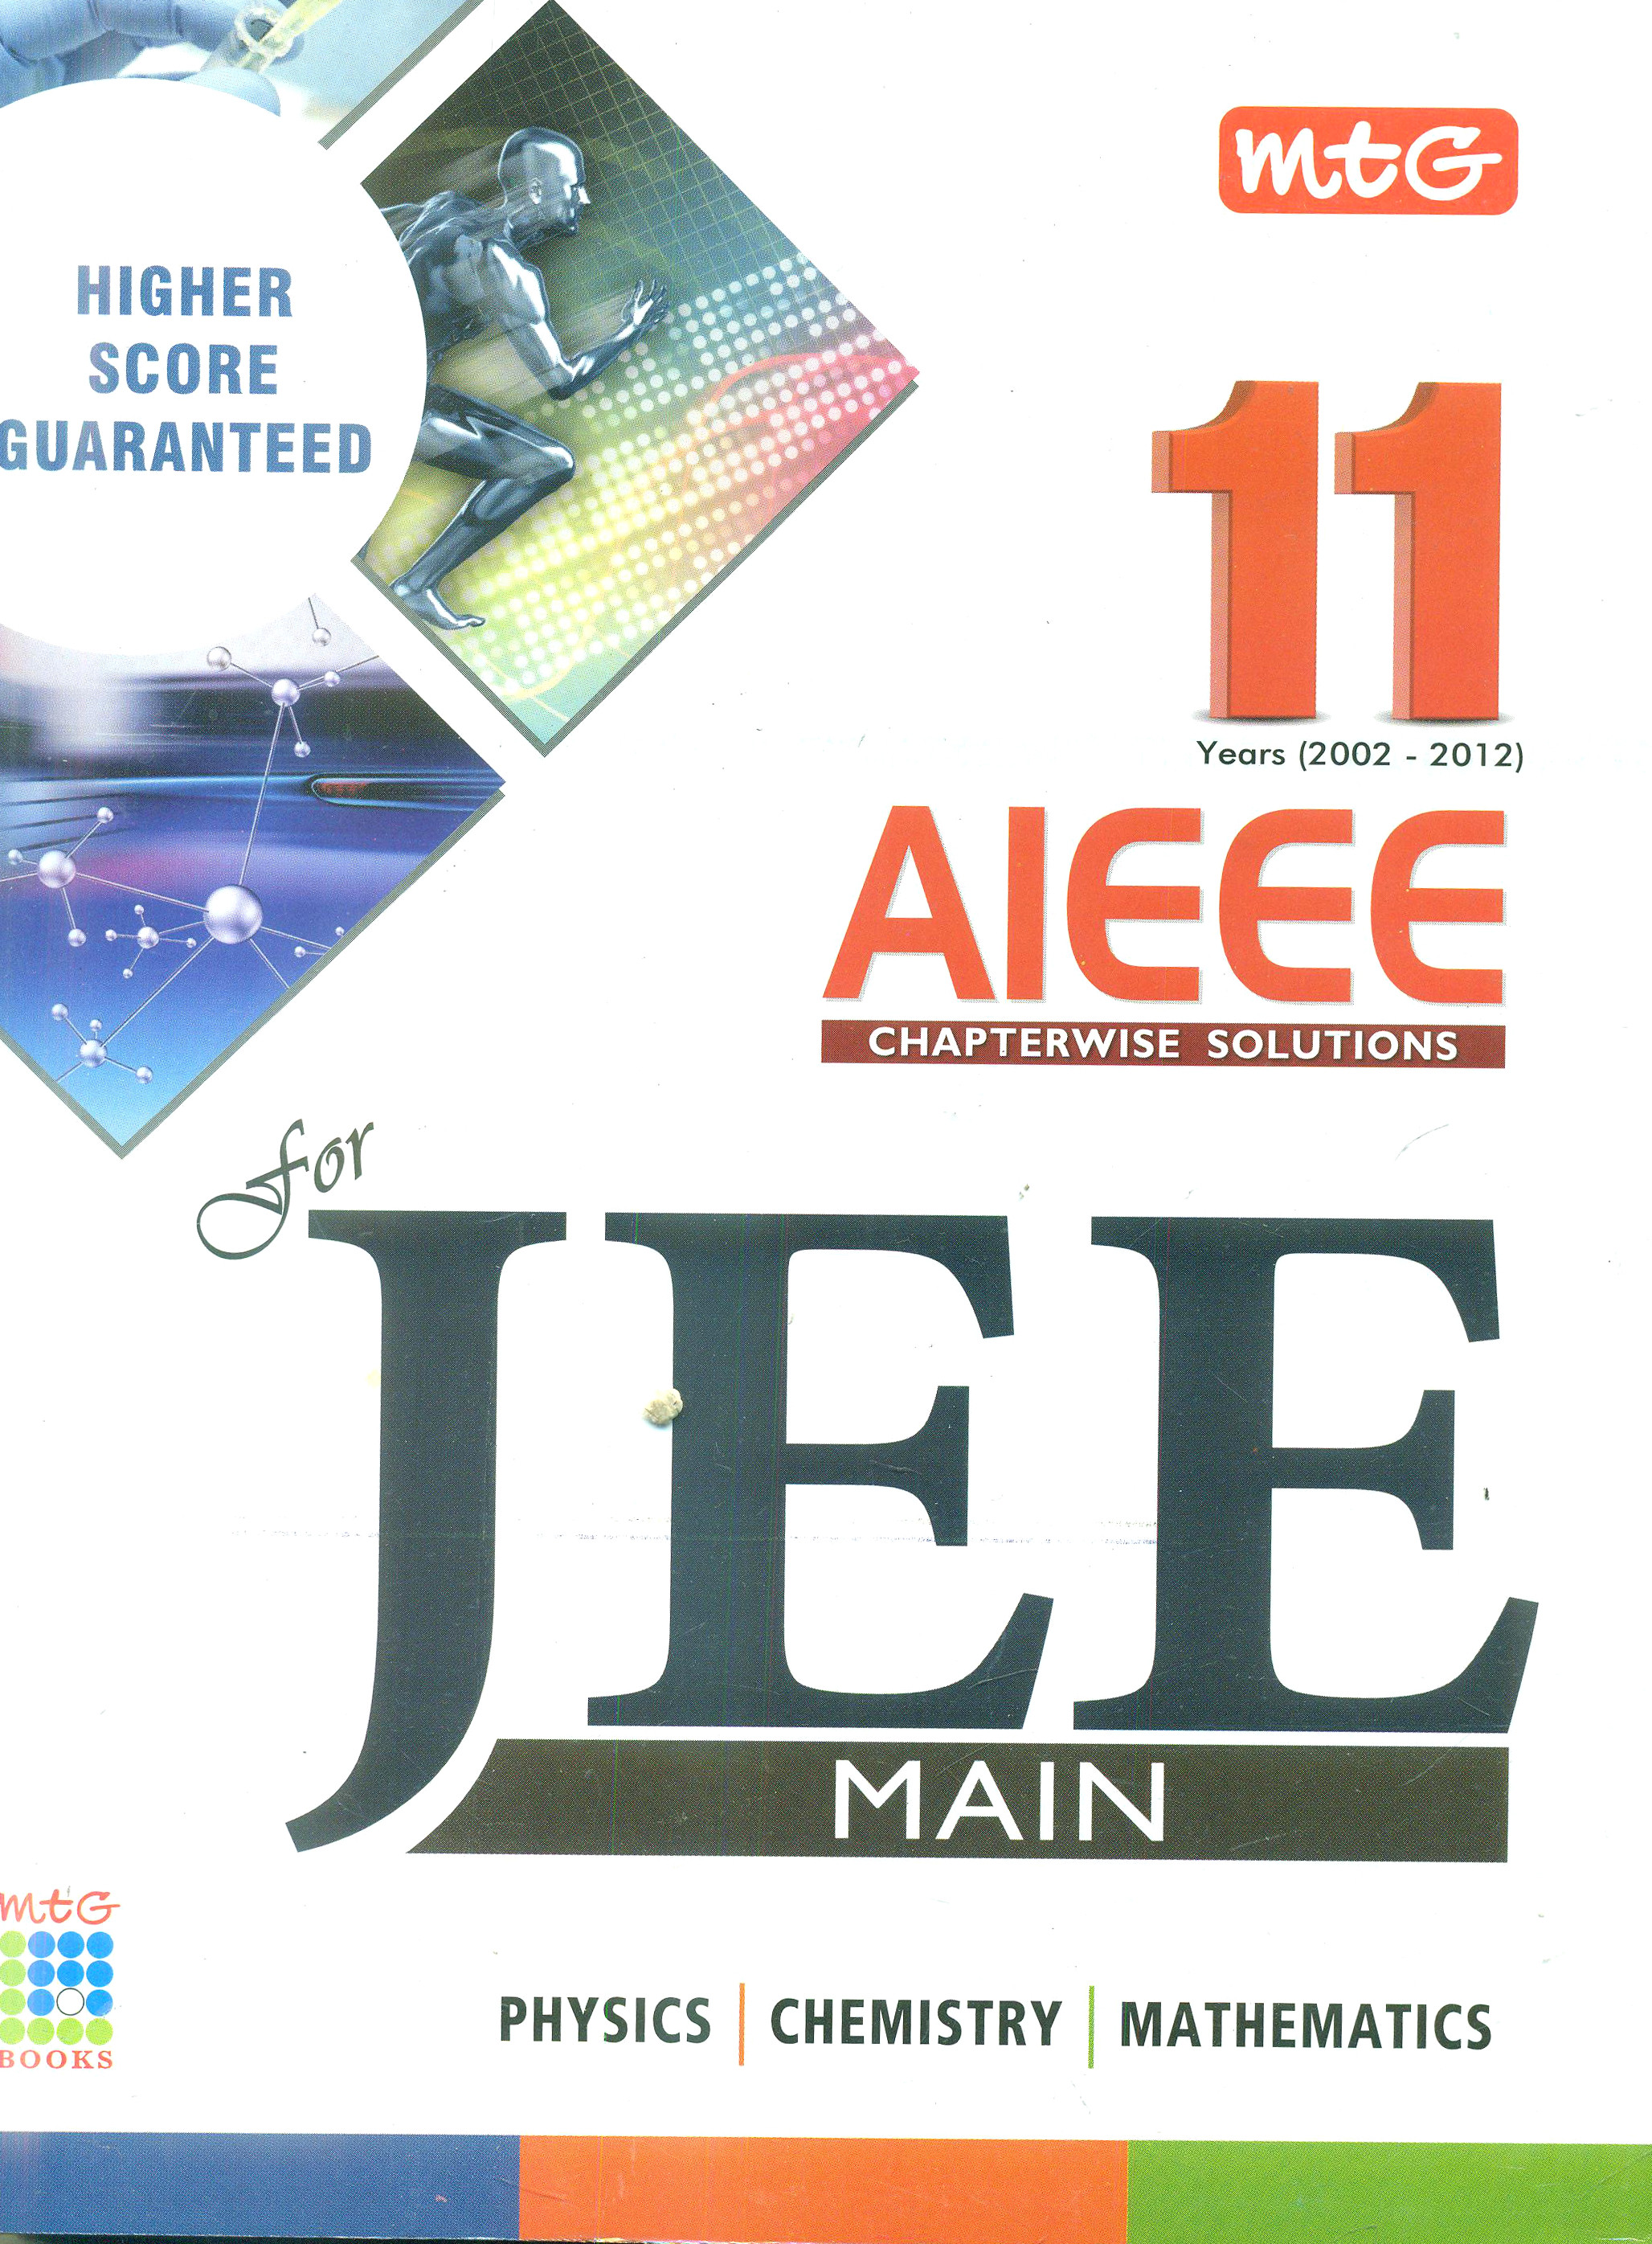 mtG
HIGHER
SCORE
GUARANTEED
11
Years (2002 - 2012)
AIEEE
CHAPTERWISE SOLUTIONS
for
JEE
MAIN
mtG
BOOKS
PHYSICS | CHEMISTRY | MATHEMATICS